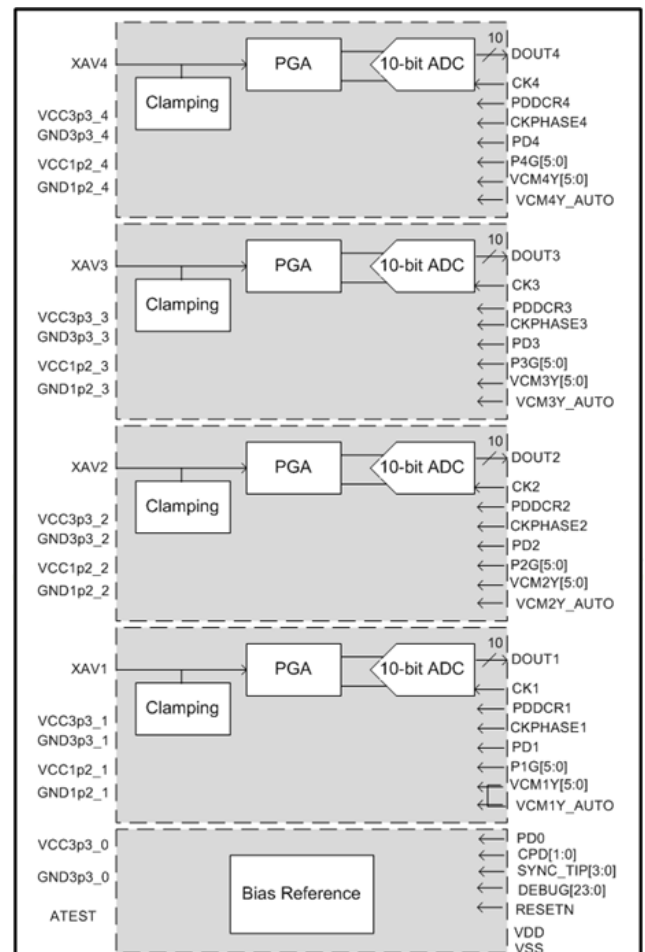 10
XAV4
PGA
10-bit ADC
DOUT4
CK4
Clamping
PDDCR4
VCC3p3_4
CKPHASE4
GND3p3_4
PD4
VCC1p2_4
P4G[5:0]
GND1p2_4
VCM4Y[5:0]
VCM4Y_AUTO
10
XAV3
PGA
10-bit ADC
DOUT3
CK3
Clamping
PDDCR3
VCC3p3_3
CKPHASE3
GND3p3_3
PD3
VCC1p2_3
P3G[5:0]
GND1p2_3
VCM3Y[5:0]
VCM3Y_AUTO
10
XAV2
PGA
10-bit ADC
DOUT2
CK2
Clamping
PDDCR2
VCC3p3_2
CKPHASE2
GND3p3_2
PD2
VCC1p2_2
P2G[5:0]
GND1p2_2
VCM2Y[5:0]
VCM2Y_AUTO
10
XAV1
PGA
10-bit ADC
DOUT1
CK1
Clamping
PDDCR1
VCC3p3_1
CKPHASE1
GND3p3_1
PD1
VCC1p2_1
P1G[5:0]
GND1p2_1
VCM1Y[5:0]
VCM1Y_AUTO
VCC3p3_0
PD0
CPD[1:0]
GND3p3_0
SYNC_TIP[3:0]
Bias Reference
DEBUG[23:0]
ATEST
RESETN
VDD
VSS